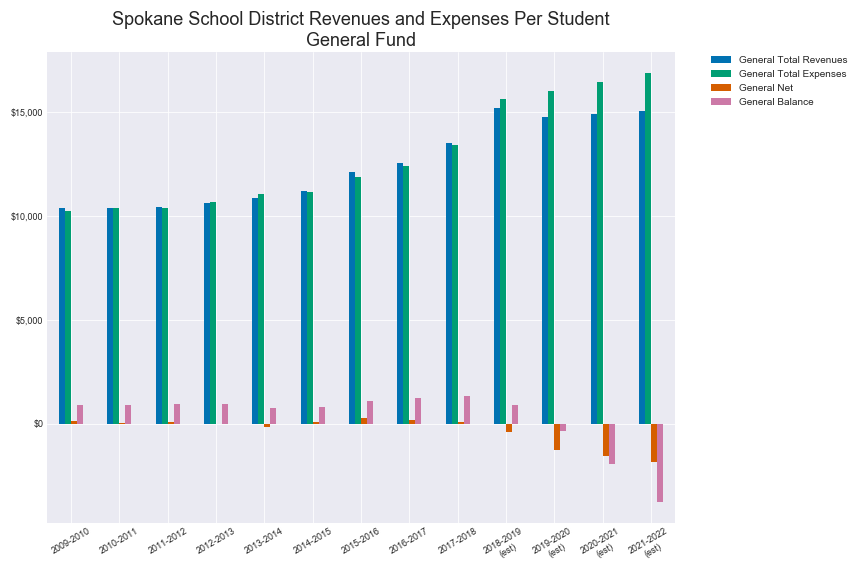 Spokane School District Revenues and Expenses Per Student
General Fund
General Total Revenues
General Total Expenses
General Net
General Balance
$15,000
$10,000
$5,000
$0
2009-2010
2010-2011
2011-2012
2012-2013
2013-2014
2014-2015
2015-2016
2016-2017
2017-2018
2018-2019
(est)
2019-2020
(est)
2020-2021
(est)
2021-2022
(est)